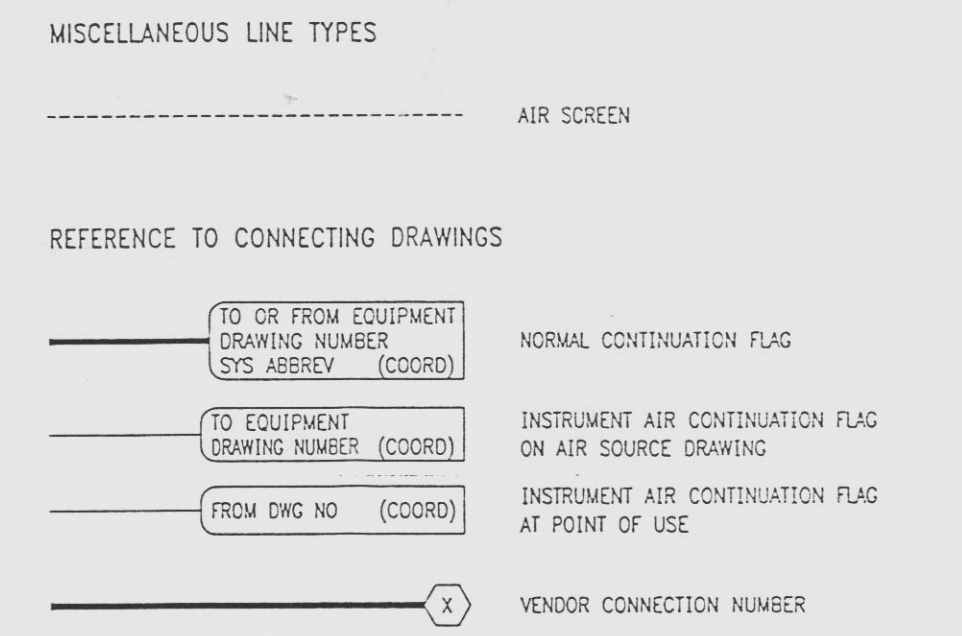 MISCELLANEOUS LINE TYPES
AIR SCREEN
REFERENCE TO CONNECTING DRAWINGS
TO OR FROM EQUIPMENT
DRAWING NUMBER
SYS ABBREV (COORD)
NORMAL CONTINUATION FLAG
TO EQUIPMENT
DRAWING NUMBER (COORD)
INSTRUMENT AIR CONTINUATION FLAG
ON AIR SOURCE DRAWING
FROM DWG NO (COORD)
INSTRUMENT AIR CONTINUATION FLAG
AT POINT OF USE
X
VENDOR CONNECTION NUMBER